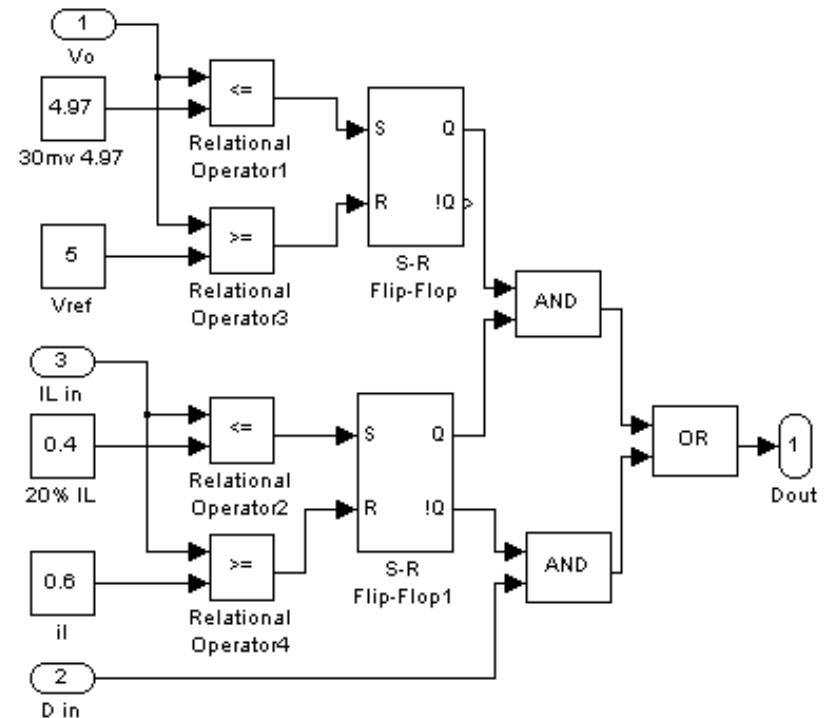 1
Vo
4.97
30mv 4.97
<=
Relational
Operator1
5
Vref
>=
Relational
Operator3
S
Q
R
!Q
S-R
Flip-Flop
AND
3
IL in
0.4
20% IL
<=
Relational
Operator2
0.6
il
>=
Relational
Operator4
S
Q
R
!Q
S-R
Flip-Flop1
AND
OR
1
Dout
2
D in